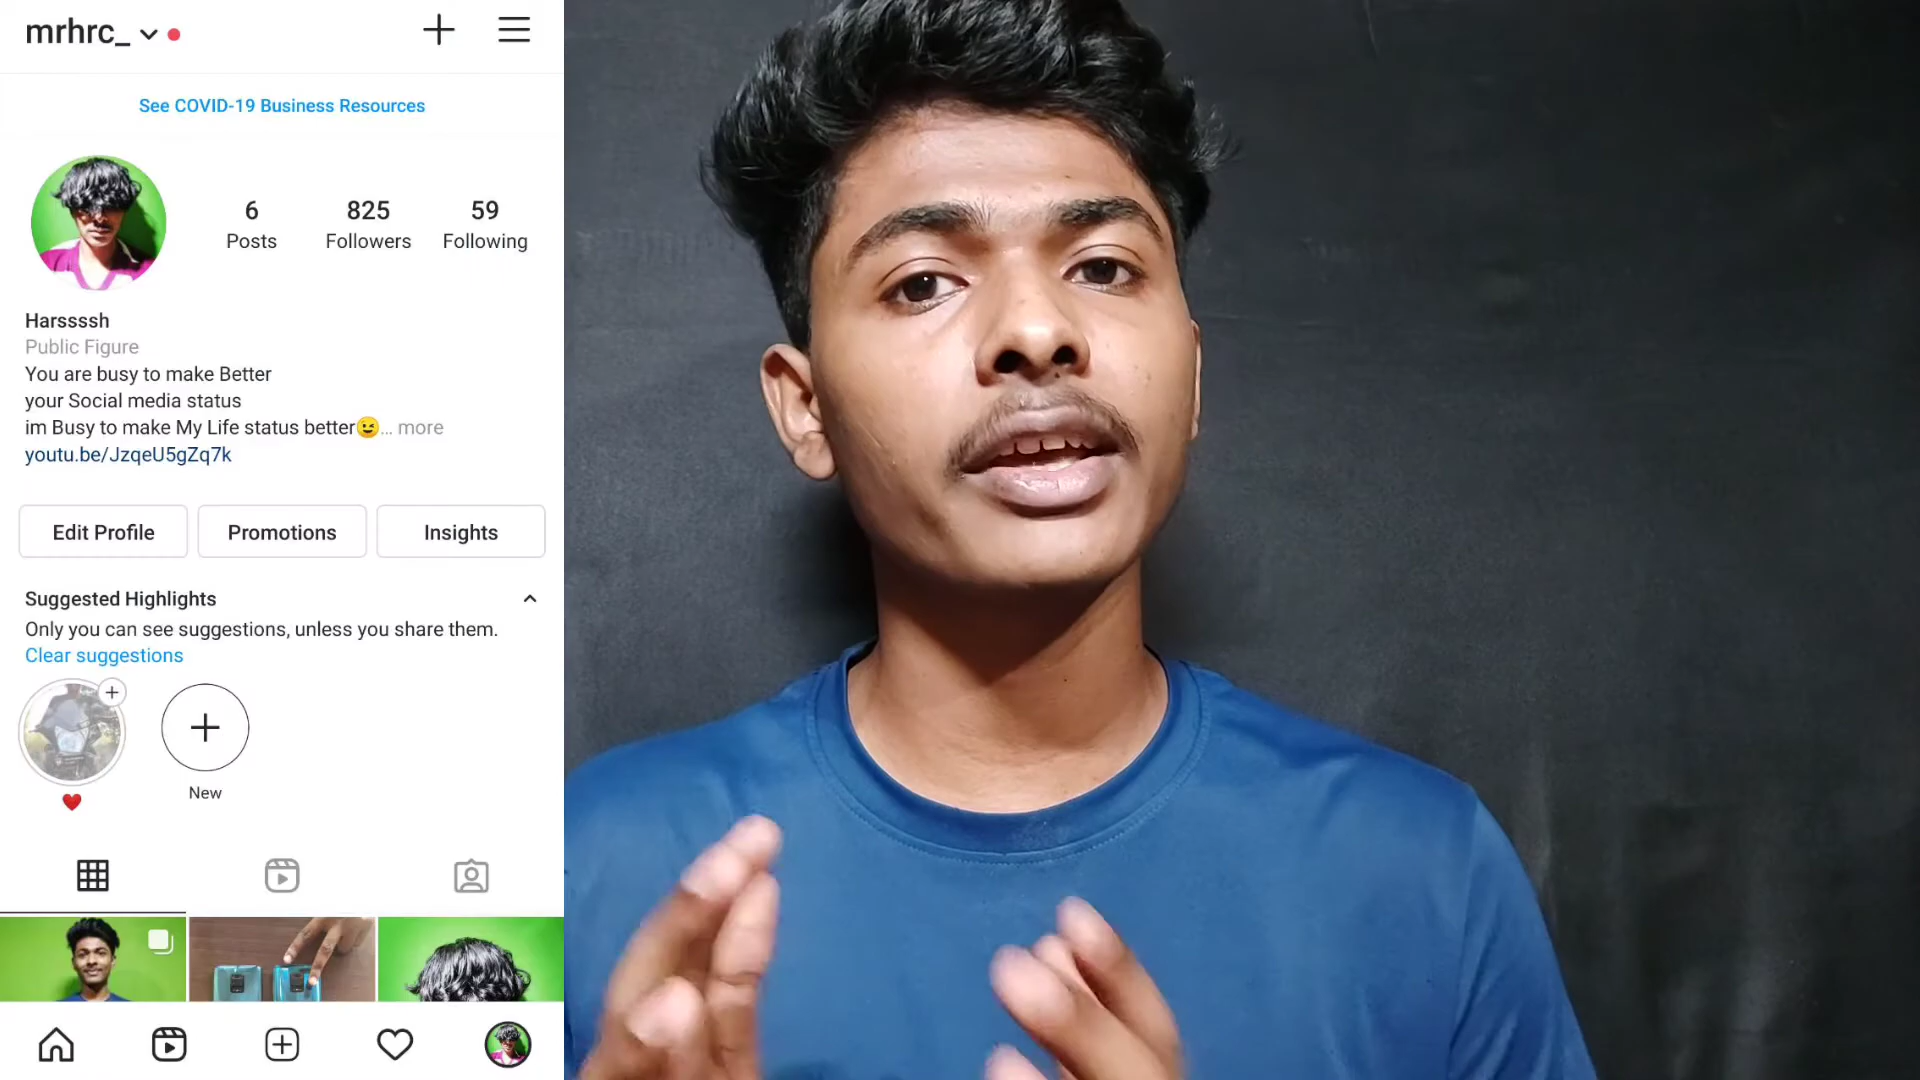 mrhrc_
See COVID-19 Business Resources
6 825 59
Posts Followers Following
Harsssssh
Public Figure
You are busy to make Better
your Social media status
im Busy to make My Life status better😉... more
youtu.be/JzqeU5gZq7k
Edit Profile Promotions Insights
Suggested Highlights
Only you can see suggestions, unless you share them.
Clear suggestions
❤️ New